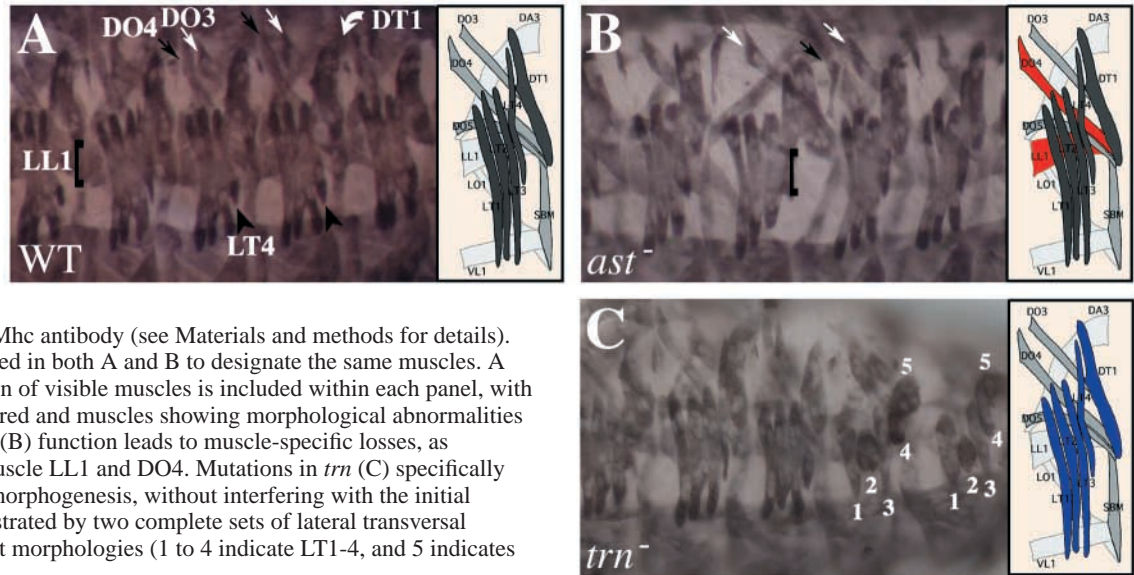 A
DO4
DO3
DT1
LL1
LT4
WT
DO3
DA3
DO4
DT1
LT4
DO5
LT2
LL1
LO1
LT3
LT1
SBM
VL1
B
ast -
DO3
DA3
DO4
DT1
LT4
DO5
LT2
LL1
LO1
LT3
LT1
SBM
VL1
Mhc antibody (see Materials and methods for details).
ed in both A and B to designate the same muscles. A
n of visible muscles is included within each panel, with
red and muscles showing morphological abnormalities
(B) function leads to muscle-specific losses, as
uscle LL1 and DO4. Mutations in trn (C) specifically
morphogenesis, without interfering with the initial
strated by two complete sets of lateral transversal
t morphologies (1 to 4 indicate LT1-4, and 5 indicates
C
5
5
4
4
2
2
3
3
1
1
trn -
DO3
DA3
DO4
DT1
LT4
DO5
LT2
LL1
LO1
LT3
LT1
SBM
VL1